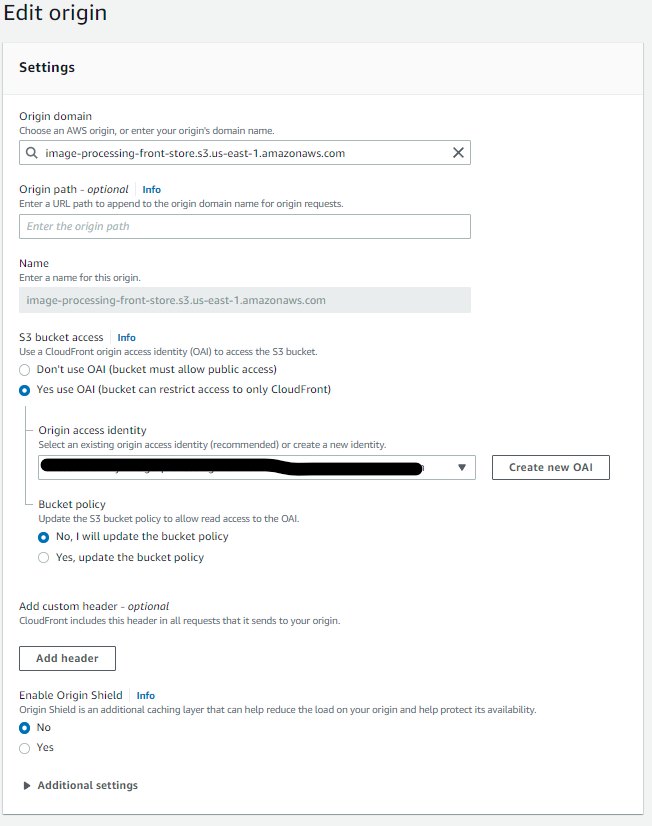 Edit origin
Settings
Origin domain
Choose an AWS origin, or enter your origin's domain name.
image-processing-front-store.s3.us-east-1.amazonaws.com
Origin path - optional Info
Enter a URL path to append to the origin domain name for origin requests.
Enter the origin path
Name
Enter a name for this origin.
image-processing-front-store.s3.us-east-1.amazonaws.com
S3 bucket access Info
Use a CloudFront origin access identity (OAI) to access the S3 bucket.
Don't use OAI (bucket must allow public access)
Yes use OAI (bucket can restrict access to only CloudFront)
Origin access identity
Select an existing origin access identity (recommended) or create a new identity.
Create new OAI
Bucket policy
Update the S3 bucket policy to allow read access to the OAI.
No, I will update the bucket policy
Yes, update the bucket policy
Add custom header - optional
CloudFront includes this header in all requests that it sends to your origin.
Add header
Enable Origin Shield Info
Origin Shield is an additional caching layer that can help reduce the load on your origin and help protect its availability.
No
Yes
Additional settings